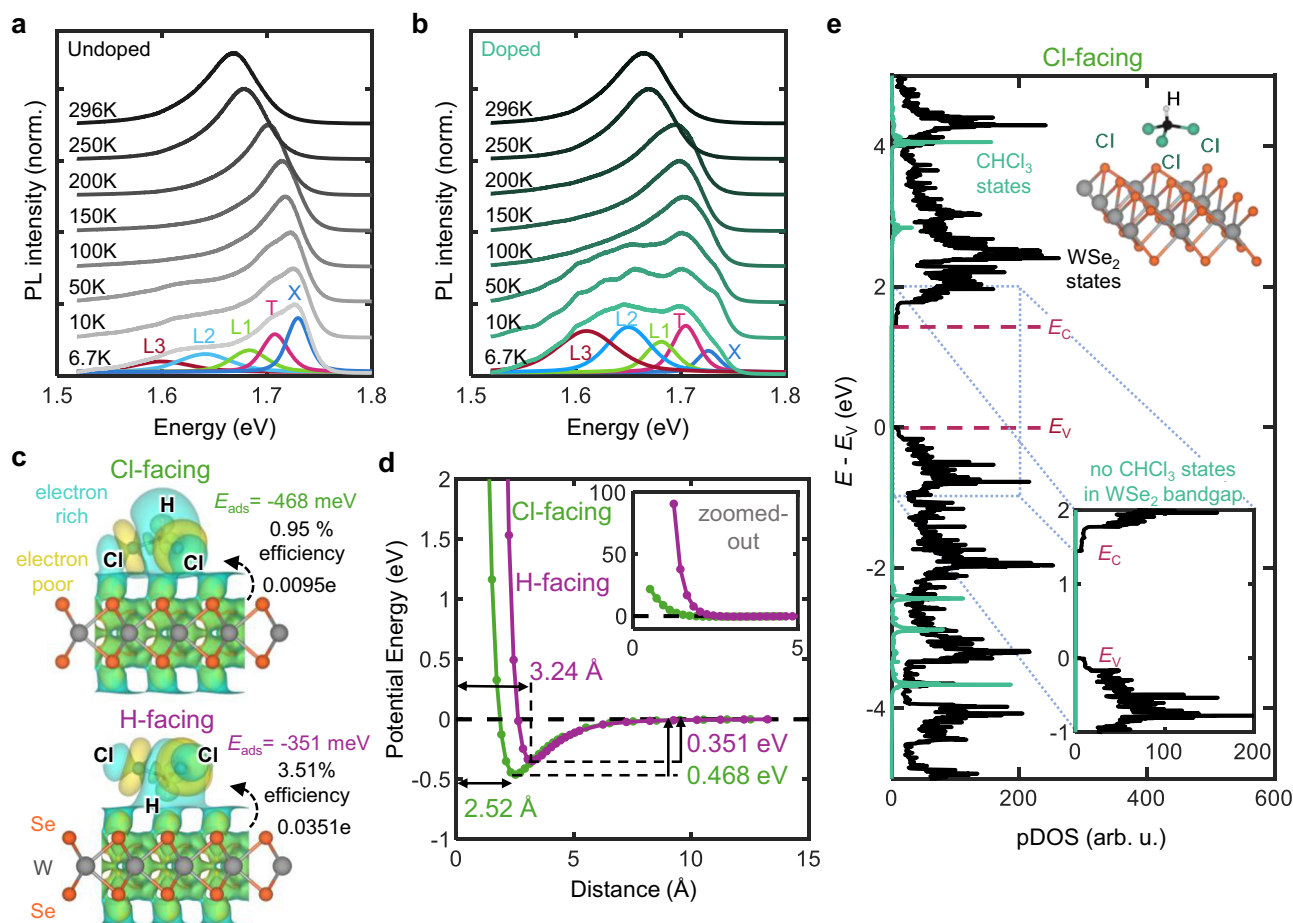 a
Undoped
PL intensity (norm.)
296K
250K
200K
150K
100K
50K
10K
6.7K
L3
L2
L1
T
X
1.5
1.6
1.7
1.8
Energy (eV)
b
Doped
PL intensity (norm.)
296K
250K
200K
150K
100K
50K
10K
6.7K
L3
L2
L1
T
X
1.5
1.6
1.7
1.8
Energy (eV)
c
Cl-facing
electron
rich
H
Eads= -468 meV
0.95 %
efficiency
electron
poor
Cl
Cl
0.0095e
H-facing
Cl
Cl
Eads= -351 meV
3.51%
efficiency
H
0.0351e
Se
W
Se
d
Potential Energy (eV)
2
1.5
1
0.5
0
-0.5
-1
Cl-facing
H-facing
100
50
0
zoomed-
out
0
5
3.24 Å
0.351 eV
0.468 eV
2.52 Å
0
5
10
15
Distance (Å)
e
Cl-facing
E - EV (eV)
4
2
0
-2
-4
H
Cl
Cl
Cl
CHCl3
states
WSe2
states
EC
EV
no CHCl3 states
in WSe2 bandgap
2
1
0
-1
EC
EV
0
100
200
0
200
400
600
pDOS (arb. u.)